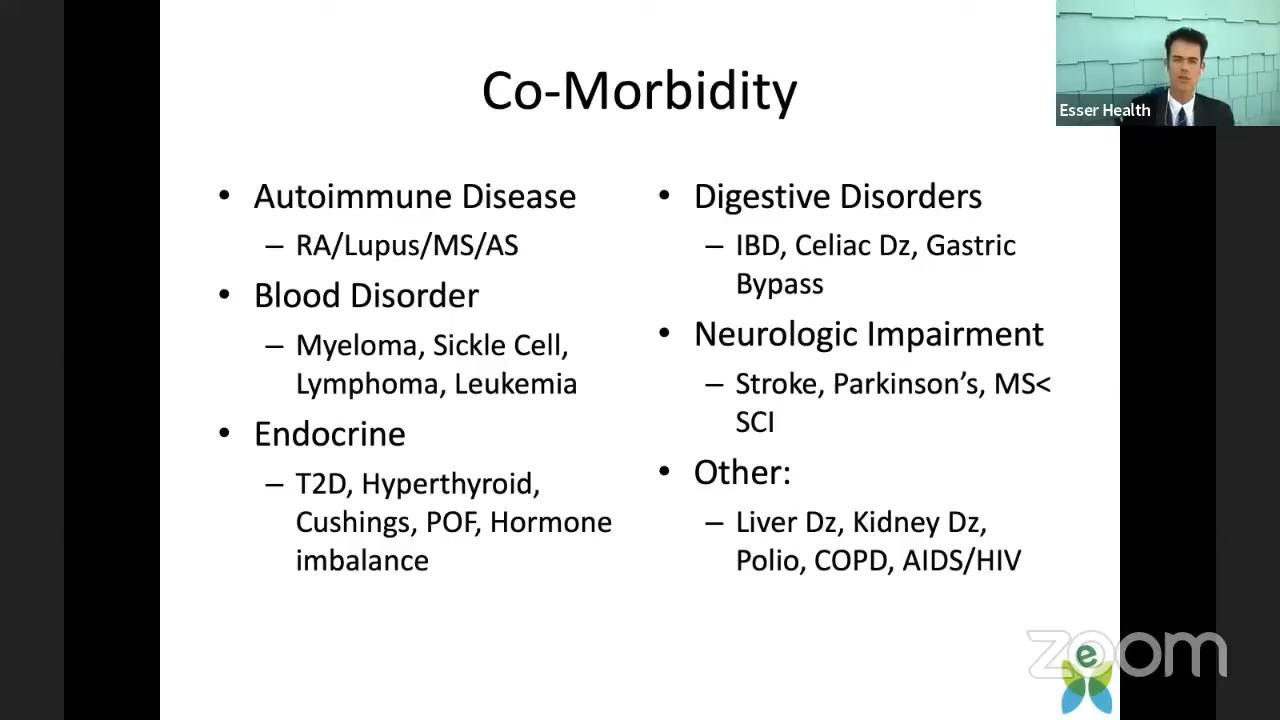 Co-Morbidity
Esser Health
• Autoimmune Disease
– RA/Lupus/MS/AS
• Blood Disorder
– Myeloma, Sickle Cell,
Lymphoma, Leukemia
• Endocrine
– T2D, Hyperthyroid,
Cushings, POF, Hormone
imbalance
• Digestive Disorders
– IBD, Celiac Dz, Gastric
Bypass
• Neurologic Impairment
– Stroke, Parkinson’s, MS<
SCI
• Other:
– Liver Dz, Kidney Dz,
Polio, COPD, AIDS/HIV
zoom
e